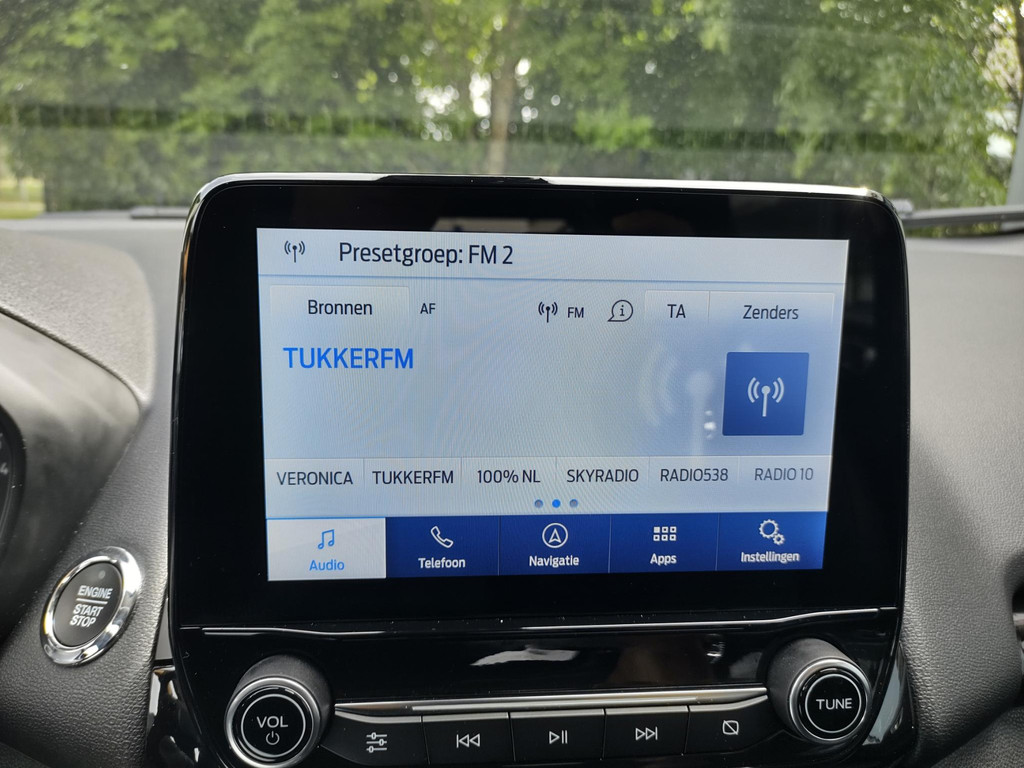 Presetgroep: FM 2
Bronnen AF FM TA Zenders
TUKKERFM
VERONICA TUKKERFM 100% NL SKYRADIO RADIO538 RADIO 10
Audio Telefoon Navigatie Apps Instellingen
ENGINE
START
STOP
VOL TUNE